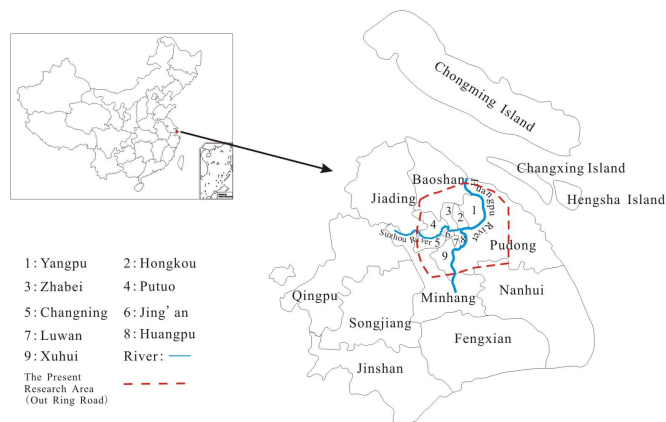 Chongming Island
Changxing Island
Hengsha Island
Baoshan
Huangpu River
Jiading
Suzhou River
Pudong
1
2
3
4
5
6
7
8
9
Qingpu
Songjiang
Minhang
Nanhui
Fengxian
Jinshan
1: Yangpu 2: Hongkou
3: Zhabei 4: Putuo
5: Changning 6: Jing' an
7: Luwan 8: Huangpu
9: Xuhui River:
The Present
Research Area
(Out Ring Road)